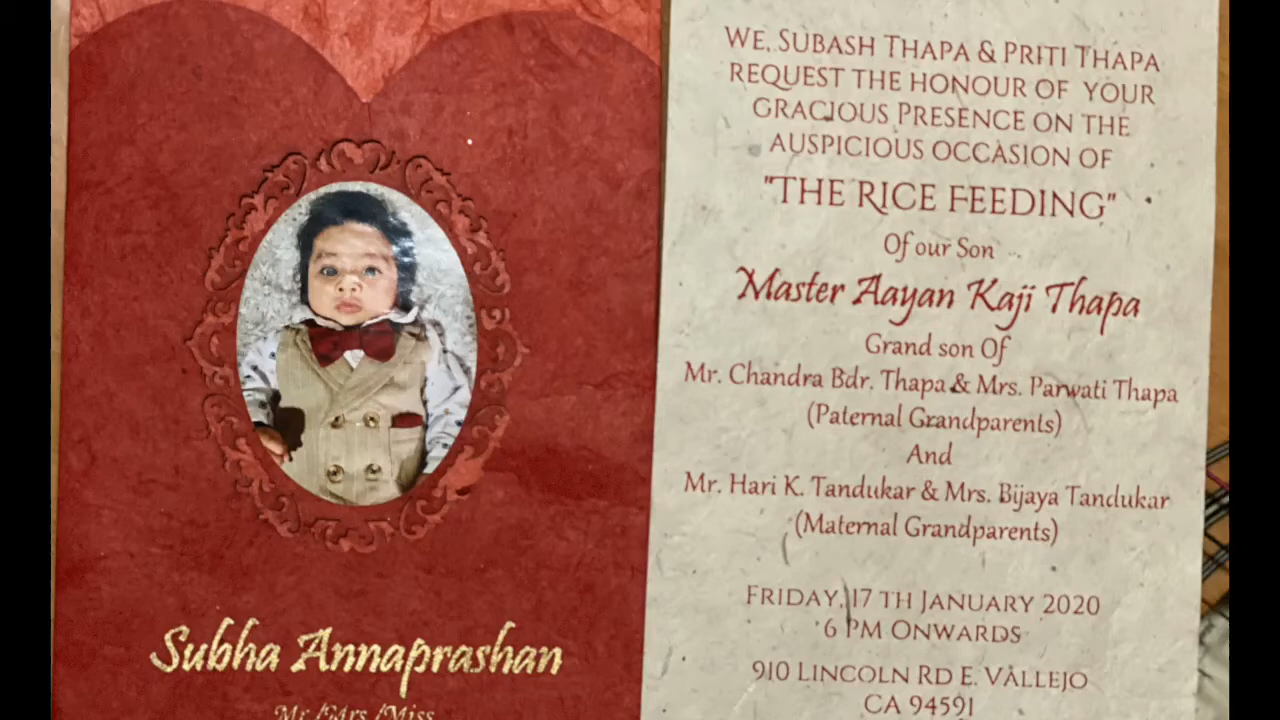 Subha Annaprashan
Mr./Mrs./Miss.
WE, SUBASH THAPA & PRITI THAPA
REQUEST THE HONOUR OF YOUR
GRACIOUS PRESENCE ON THE
AUSPICIOUS OCCASION OF
"THE RICE FEEDING"
Of our Son
Master Aayan Kaji Thapa
Grand son Of
Mr. Chandra Bdr. Thapa & Mrs. Parwati Thapa
(Paternal Grandparents)
And
Mr. Hari K. Tandukar & Mrs. Bijaya Tandukar
(Maternal Grandparents)
FRIDAY, 17 TH JANUARY 2020
6 PM ONWARDS
910 LINCOLN RD E. VALLEJO
CA 94591